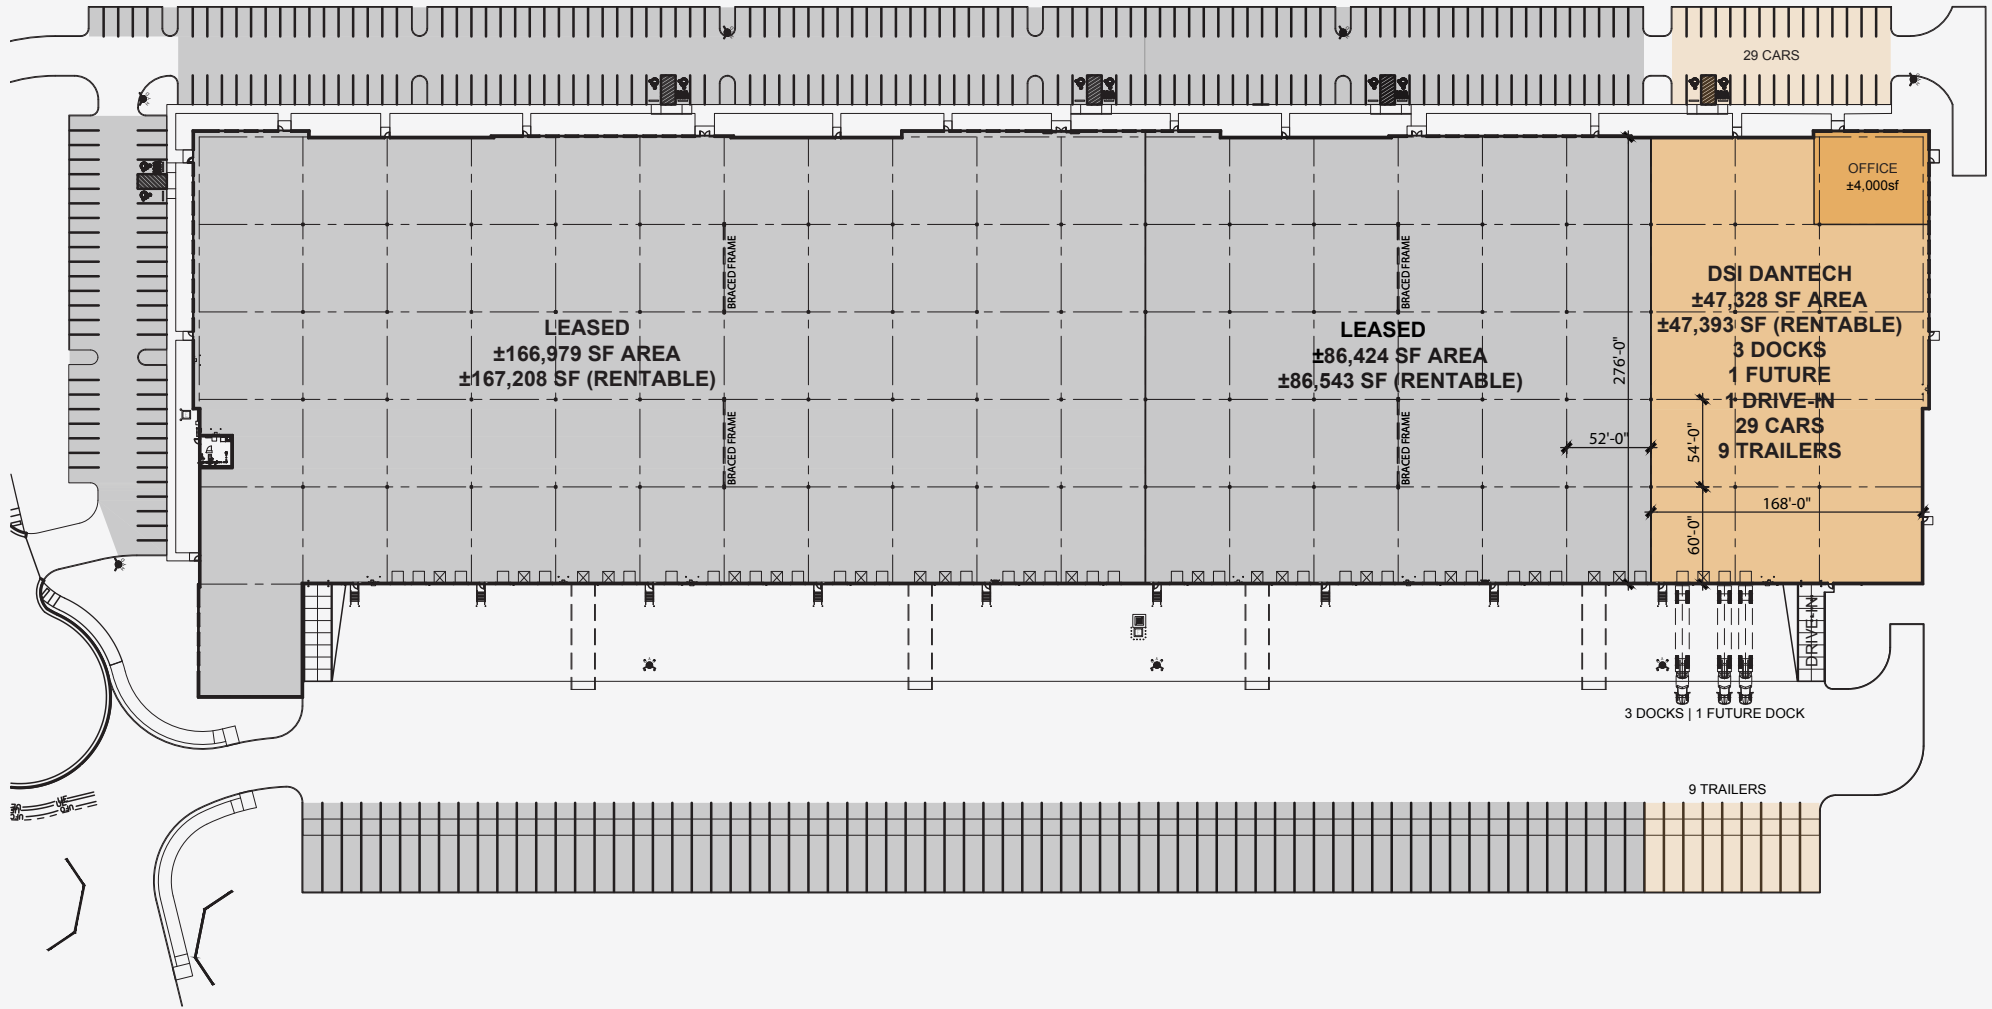 29 CARS
OFFICE
±4,000sf
BRACED FRAME
BRACED FRAME
LEASED
±166,979 SF AREA
±167,208 SF (RENTABLE)
LEASED
±86,424 SF AREA
±86,543 SF (RENTABLE)
276'-0"
DSI DANTECH
±47,328 SF AREA
±47,393 SF (RENTABLE)
3 DOCKS
1 FUTURE
1 DRIVE-IN
29 CARS
9 TRAILERS
BRACED FRAME
BRACED FRAME
52'-0"
54'-0"
168'-0"
60'-0"
DRIVE-IN
3 DOCKS | 1 FUTURE DOCK
9 TRAILERS